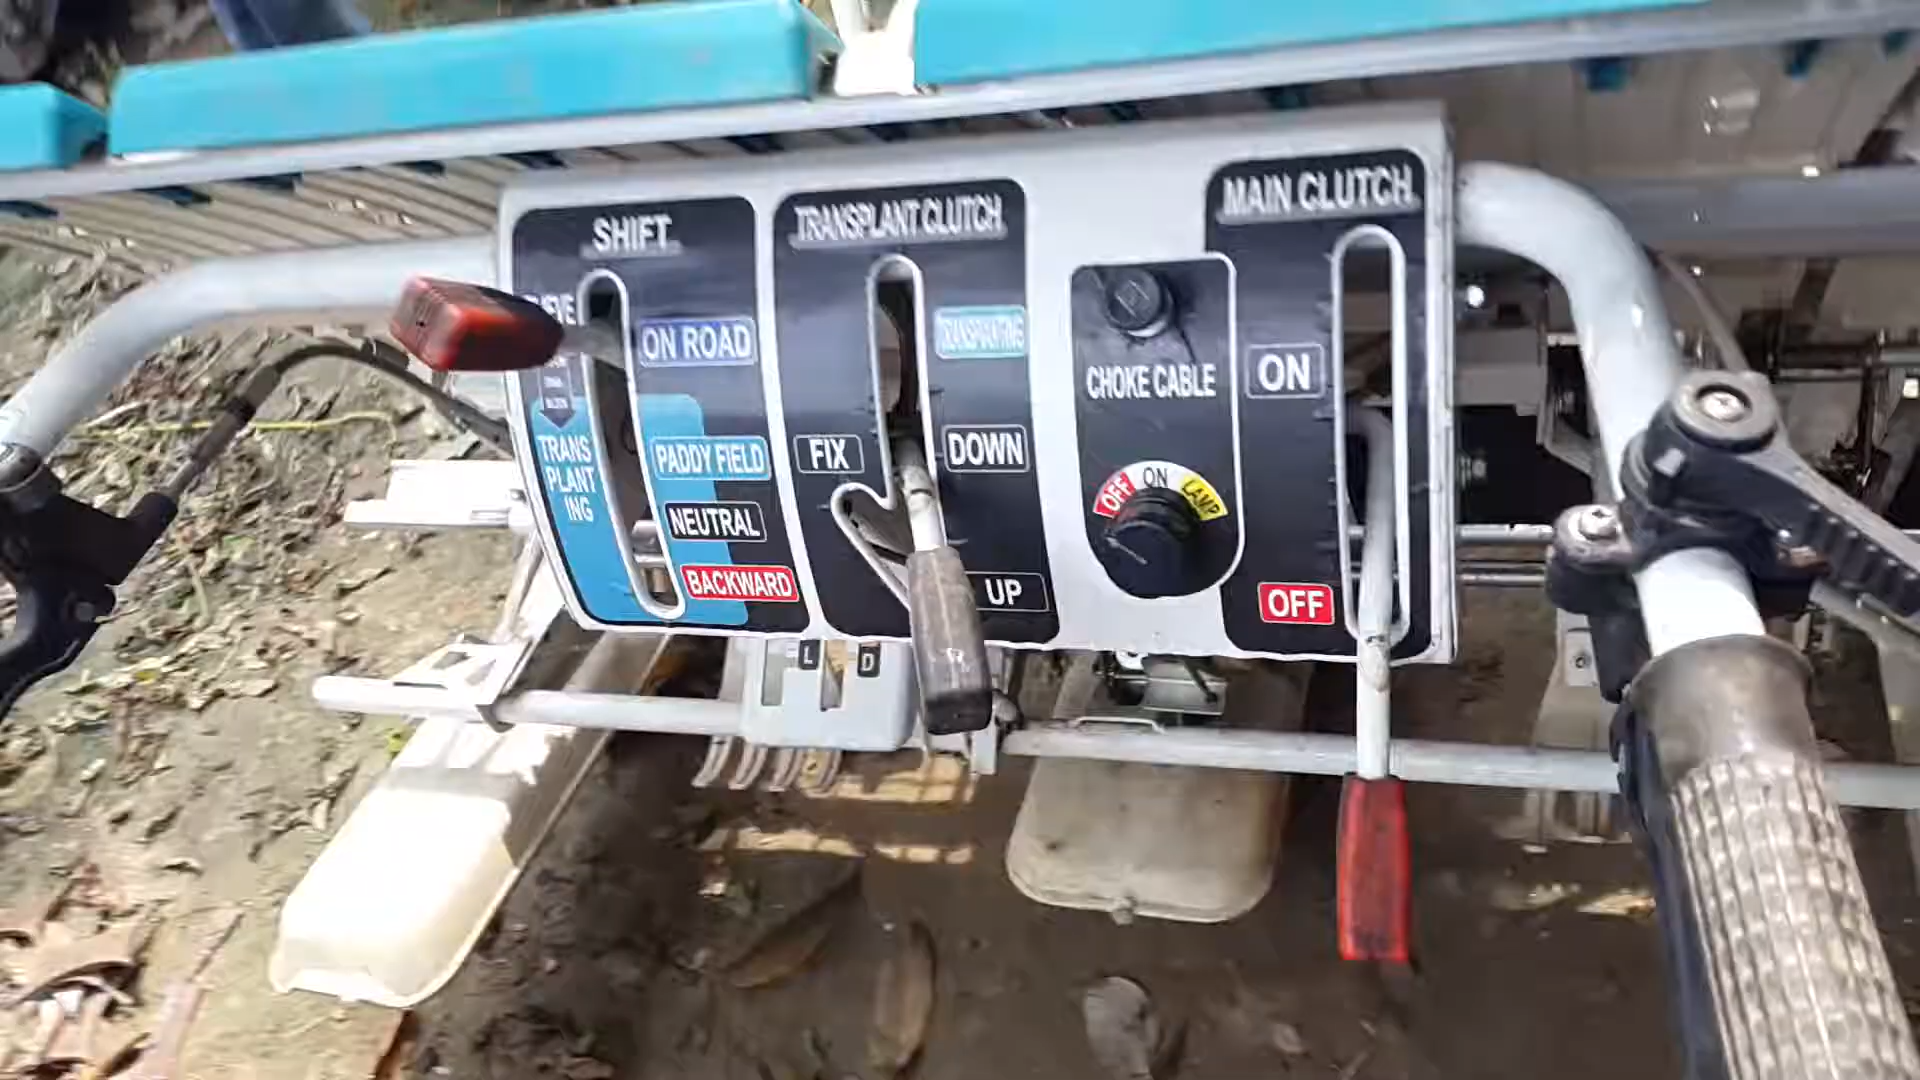 SHIFT
ON ROAD
TRANS
PLANT
ING
PADDY FIELD
NEUTRAL
BACKWARD
TRANSPLANT CLUTCH
TRANSPLANTING
FIX
DOWN
UP
CHOKE CABLE
OFF ON LAMP
MAIN CLUTCH
ON
OFF
L D